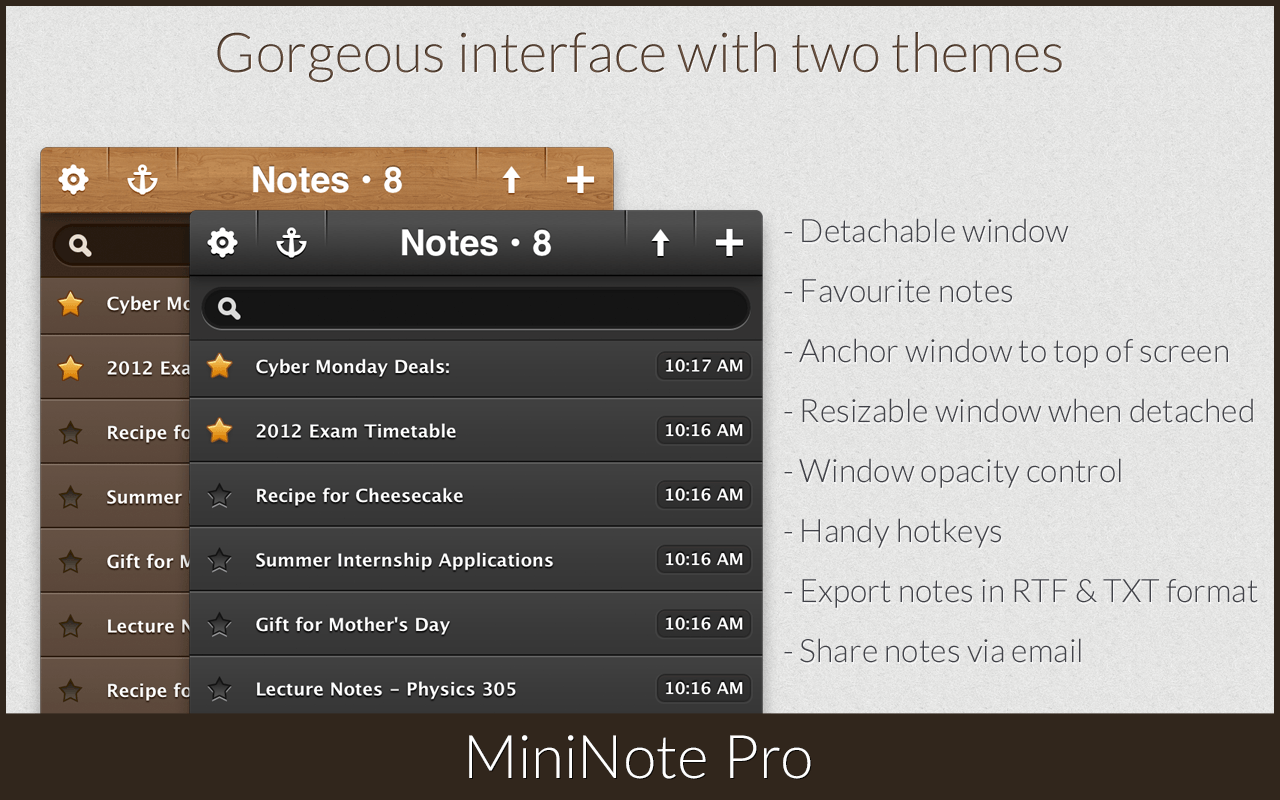 Gorgeous interface with two themes
Notes • 8
Cyber Mo
2012 Exa
Recipe fo
Summer
Gift for M
Lecture N
Recipe fo
Notes • 8
Cyber Monday Deals: 10:17 AM
2012 Exam Timetable 10:16 AM
Recipe for Cheesecake 10:16 AM
Summer Internship Applications 10:16 AM
Gift for Mother's Day 10:16 AM
Lecture Notes – Physics 305 10:16 AM
- Detachable window
- Favourite notes
- Anchor window to top of screen
- Resizable window when detached
- Window opacity control
- Handy hotkeys
- Export notes in RTF & TXT format
- Share notes via email
MiniNote Pro